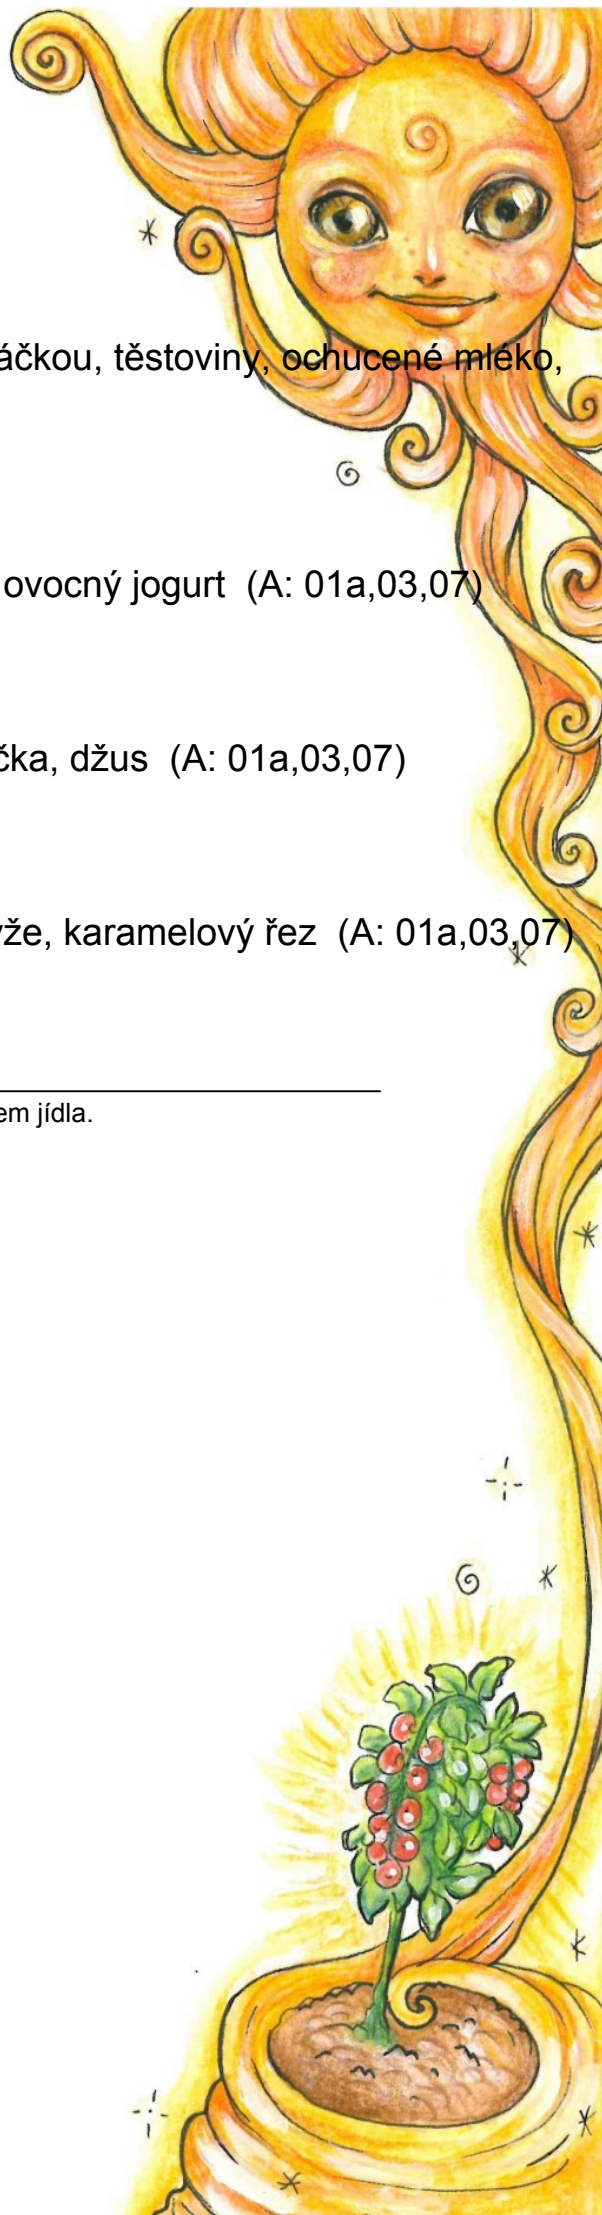 áčkou, těstoviny, ochucené mléko,
ovocný jogurt (A: 01a,03,07)
čka, džus (A: 01a,03,07)
ýže, karamelový řez (A: 01a,03,07)
em jídla.